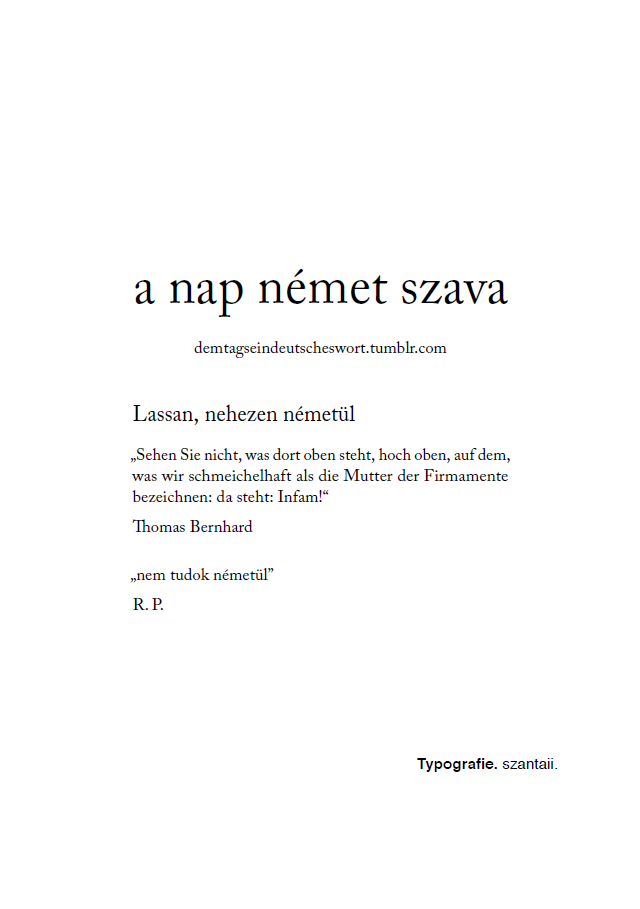 a nap német szava
demtagseindeutscheswort.tumblr.com
Lassan, nehezen németül
„Sehen Sie nicht, was dort oben steht, hoch oben, auf dem,
was wir schmeichelhaft als die Mutter der Firmamente
bezeichnen: da steht: Infam!“
Thomas Bernhard
„nem tudok németül”
R. P.
Typografie. szantaii.